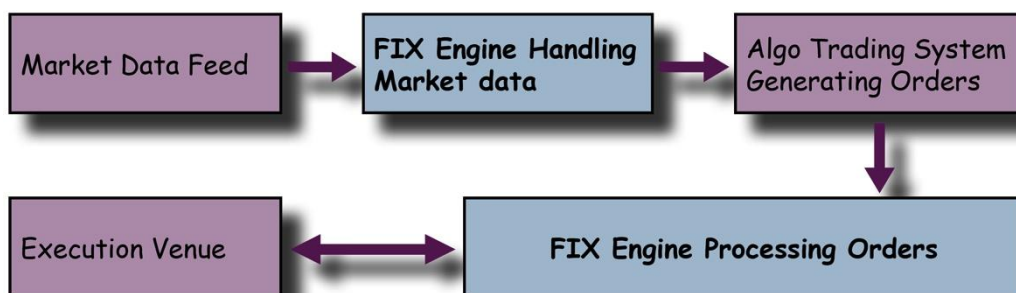 Market Data Feed
FIX Engine Handling
Market data
Algo Trading System
Generating Orders
Execution Venue
FIX Engine Processing Orders